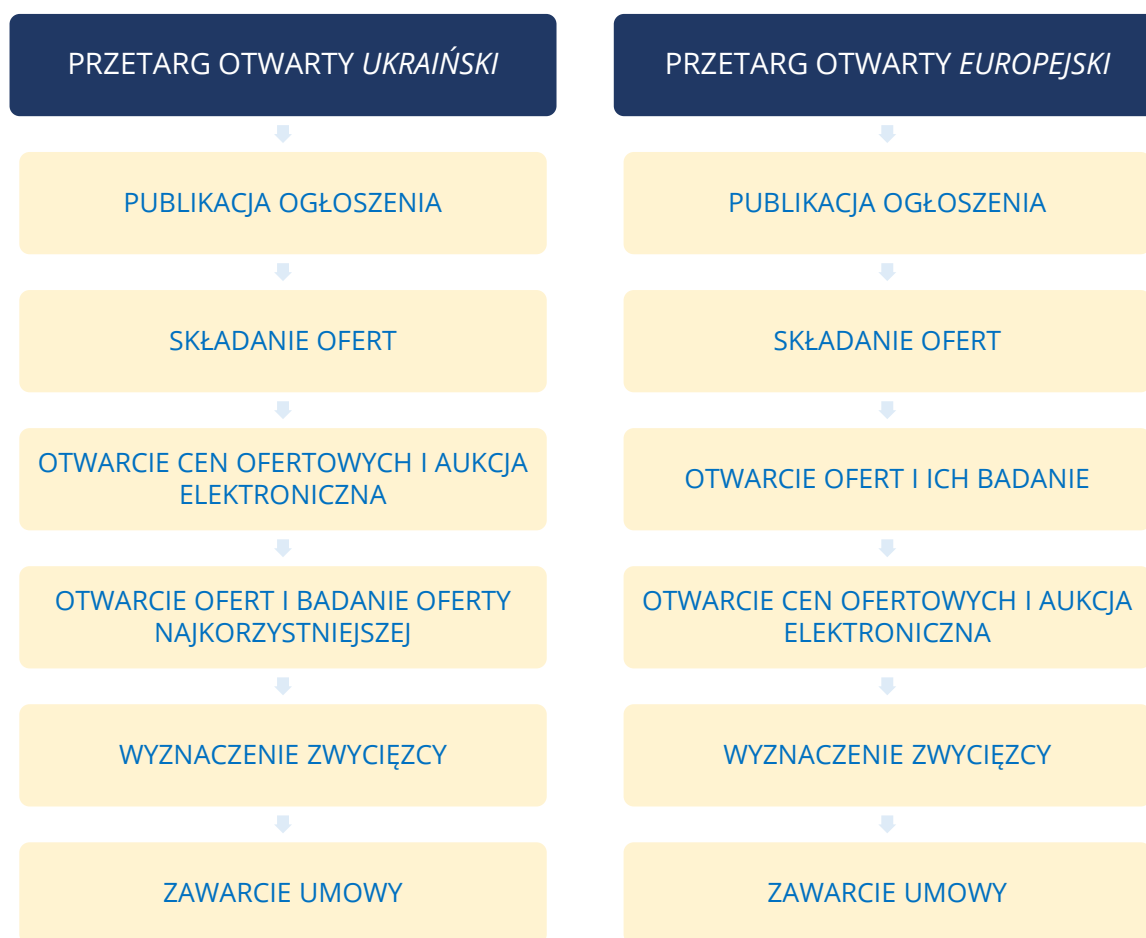 PRZETARG OTWARTY UKRAIŃSKI
PUBLIKACJA OGŁOSZENIA
SKŁADANIE OFERT
OTWARCIE CEN OFERTOWYCH I AUKCJA
ELEKTRONICZNA
OTWARCIE OFERT I BADANIE OFERTY
NAJKORZYSTNIEJSZEJ
WYZNACZENIE ZWYCIĘZCY
ZAWARCIE UMOWY
PRZETARG OTWARTY EUROPEJSKI
PUBLIKACJA OGŁOSZENIA
SKŁADANIE OFERT
OTWARCIE OFERT I ICH BADANIE
OTWARCIE CEN OFERTOWYCH I AUKCJA
ELEKTRONICZNA
WYZNACZENIE ZWYCIĘZCY
ZAWARCIE UMOWY